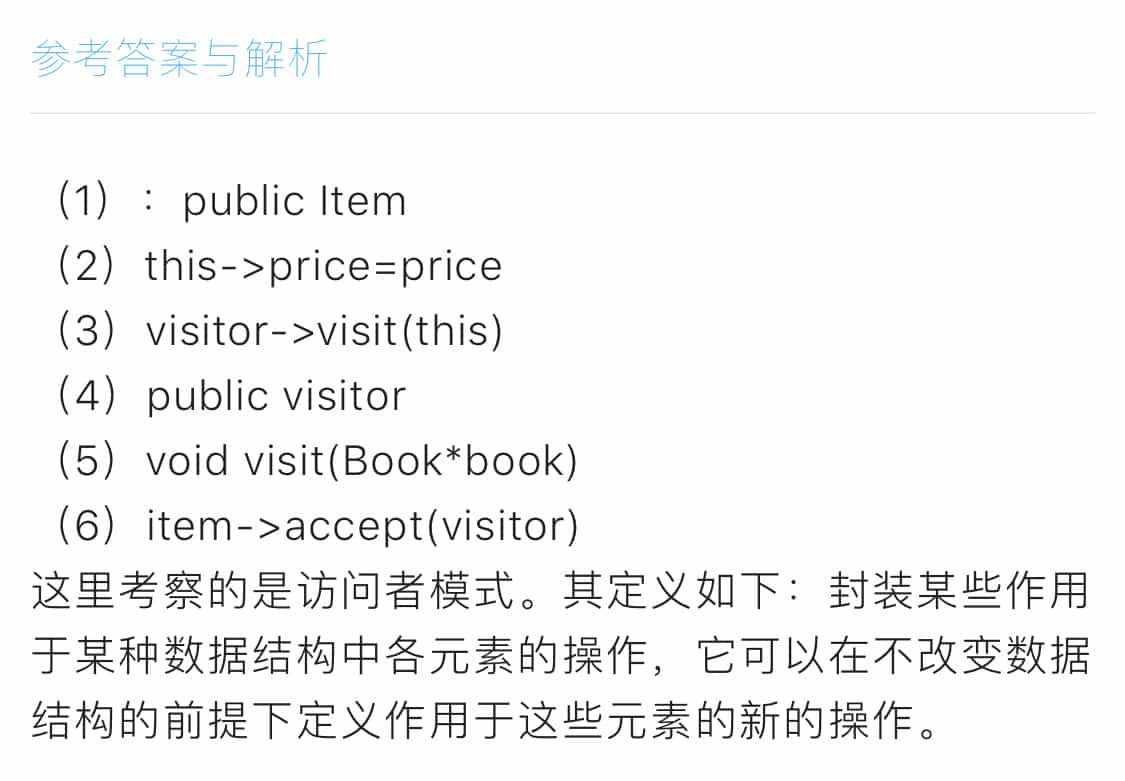 参考答案与解析
（1）：public Item
（2）this->price=price
（3）visitor->visit(this)
（4）public visitor
（5）void visit(Book*book)
（6）item->accept(visitor)
这里考察的是访问者模式。其定义如下：封装某些作用
于某种数据结构中各元素的操作，它可以在不改变数据
结构的前提下定义作用于这些元素的新的操作。